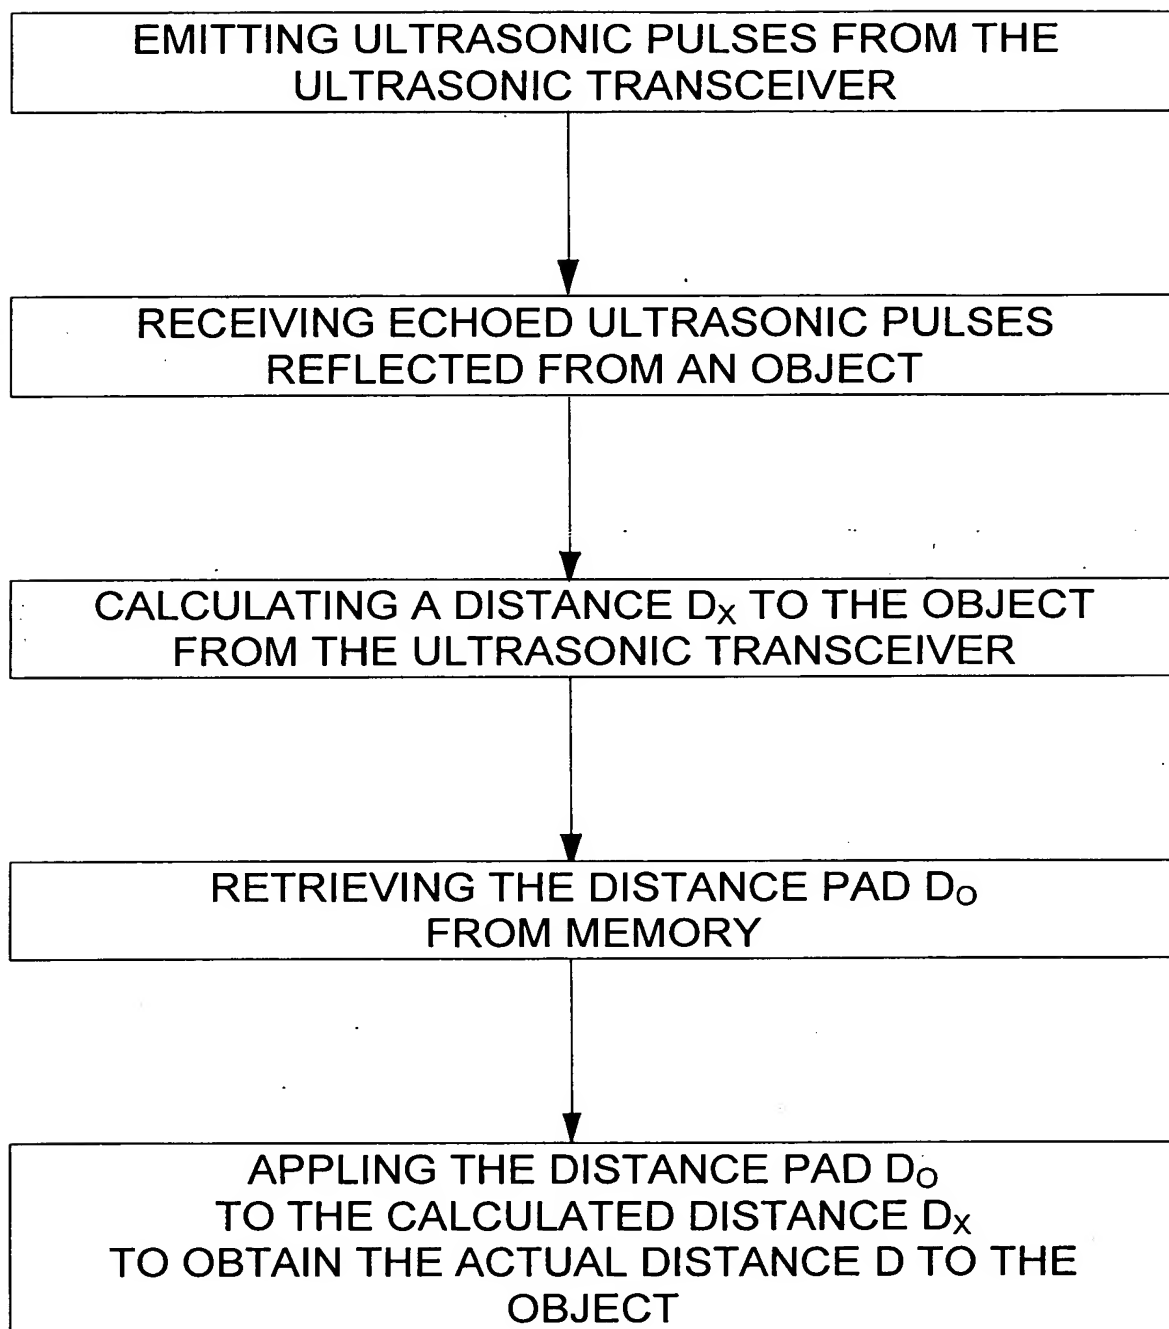 EMITTING ULTRASONIC PULSES FROM THE
ULTRASONIC TRANSCEIVER
RECEIVING ECHOED ULTRASONIC PULSES
REFLECTED FROM AN OBJECT
CALCULATING A DISTANCE DX TO THE OBJECT
FROM THE ULTRASONIC TRANSCEIVER
RETRIEVING THE DISTANCE PAD DO
FROM MEMORY
APPLING THE DISTANCE PAD DO
TO THE CALCULATED DISTANCE DX
TO OBTAIN THE ACTUAL DISTANCE D TO THE
OBJECT